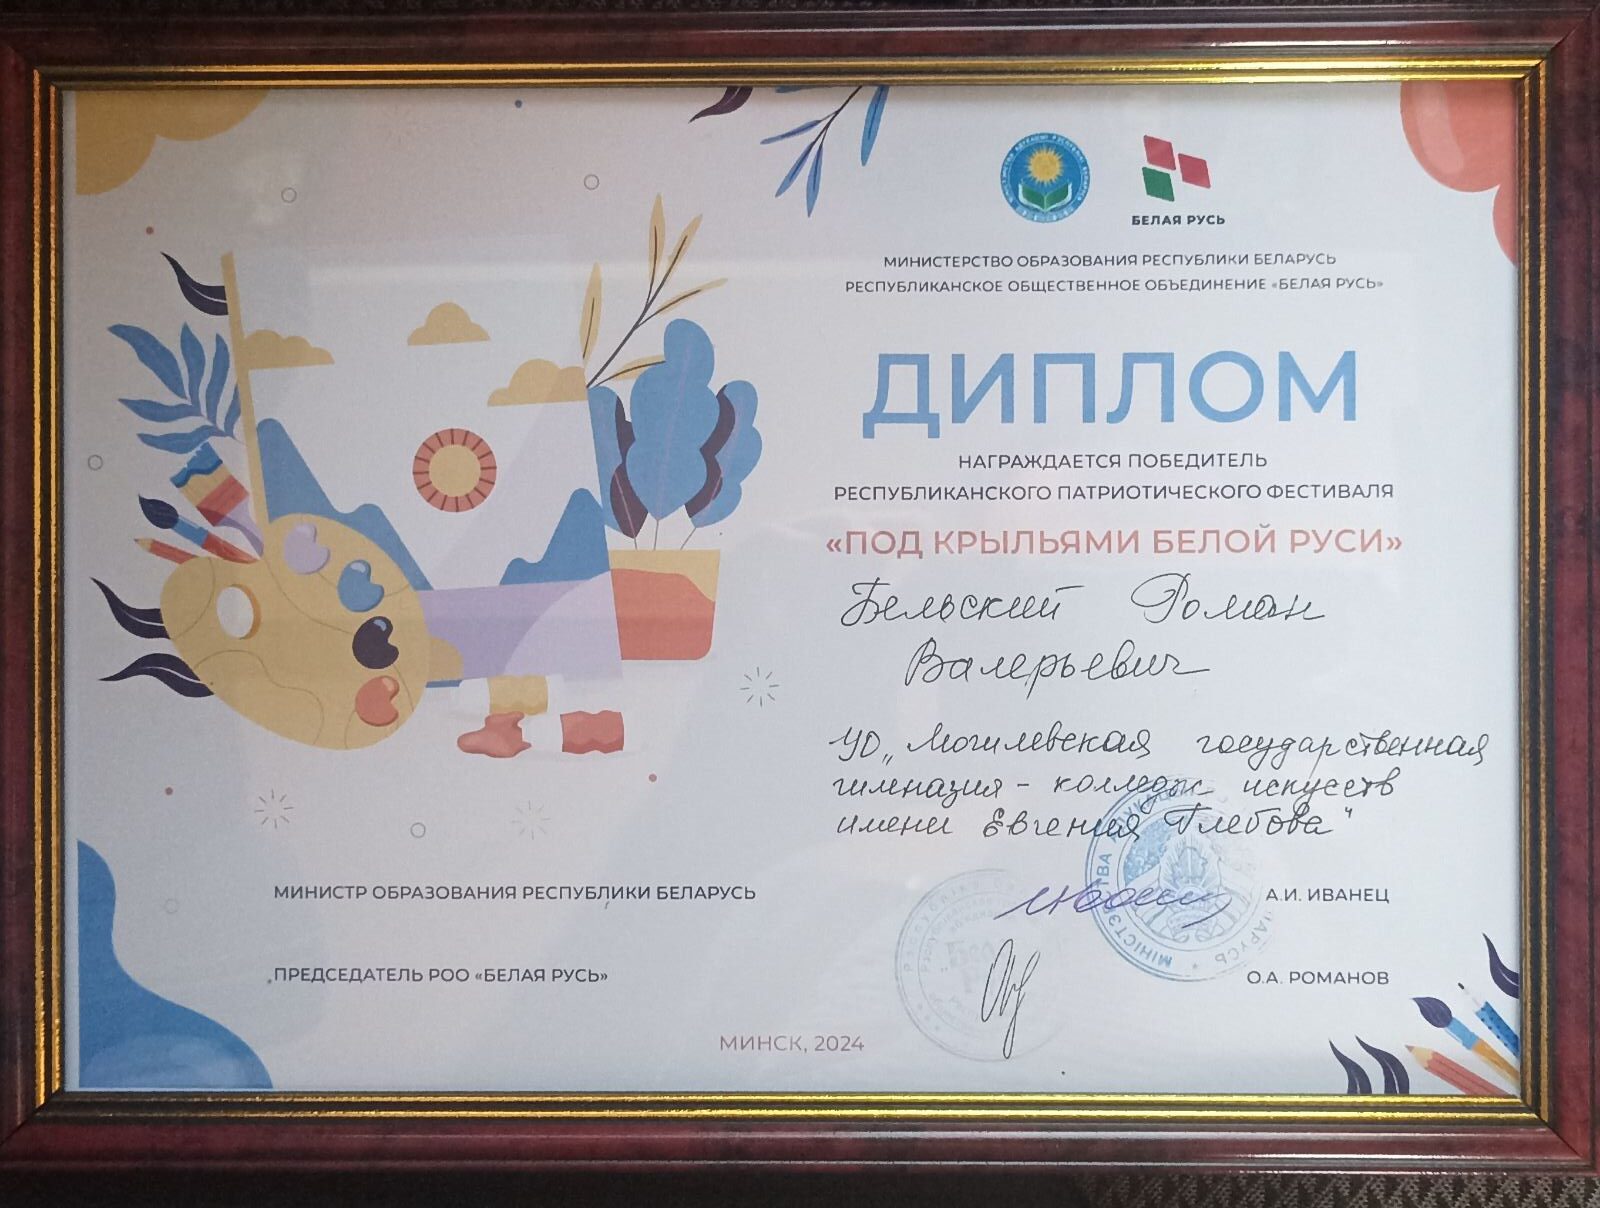 БЕЛАЯ РУСЬ
МИНИСТЕРСТВО ОБРАЗОВАНИЯ РЕСПУБЛИКИ БЕЛАРУСЬ
РЕСПУБЛИКАНСКОЕ ОБЩЕСТВЕННОЕ ОБЪЕДИНЕНИЕ «БЕЛАЯ РУСЬ»
ДИПЛОМ
НАГРАЖДАЕТСЯ ПОБЕДИТЕЛЬ
РЕСПУБЛИКАНСКОГО ПАТРИОТИЧЕСКОГО ФЕСТИВАЛЯ
«ПОД КРЫЛЬЯМИ БЕЛОЙ РУСИ»
Бельский Роман
Валерьевич
УО „Могилевская государственная
гимназия - колледж искусств
имени Евгения Глебова"
МИНИСТР ОБРАЗОВАНИЯ РЕСПУБЛИКИ БЕЛАРУСЬ А.И. ИВАНЕЦ
ПРЕДСЕДАТЕЛЬ РОО «БЕЛАЯ РУСЬ» О.А. РОМАНОВ
МИНСК, 2024